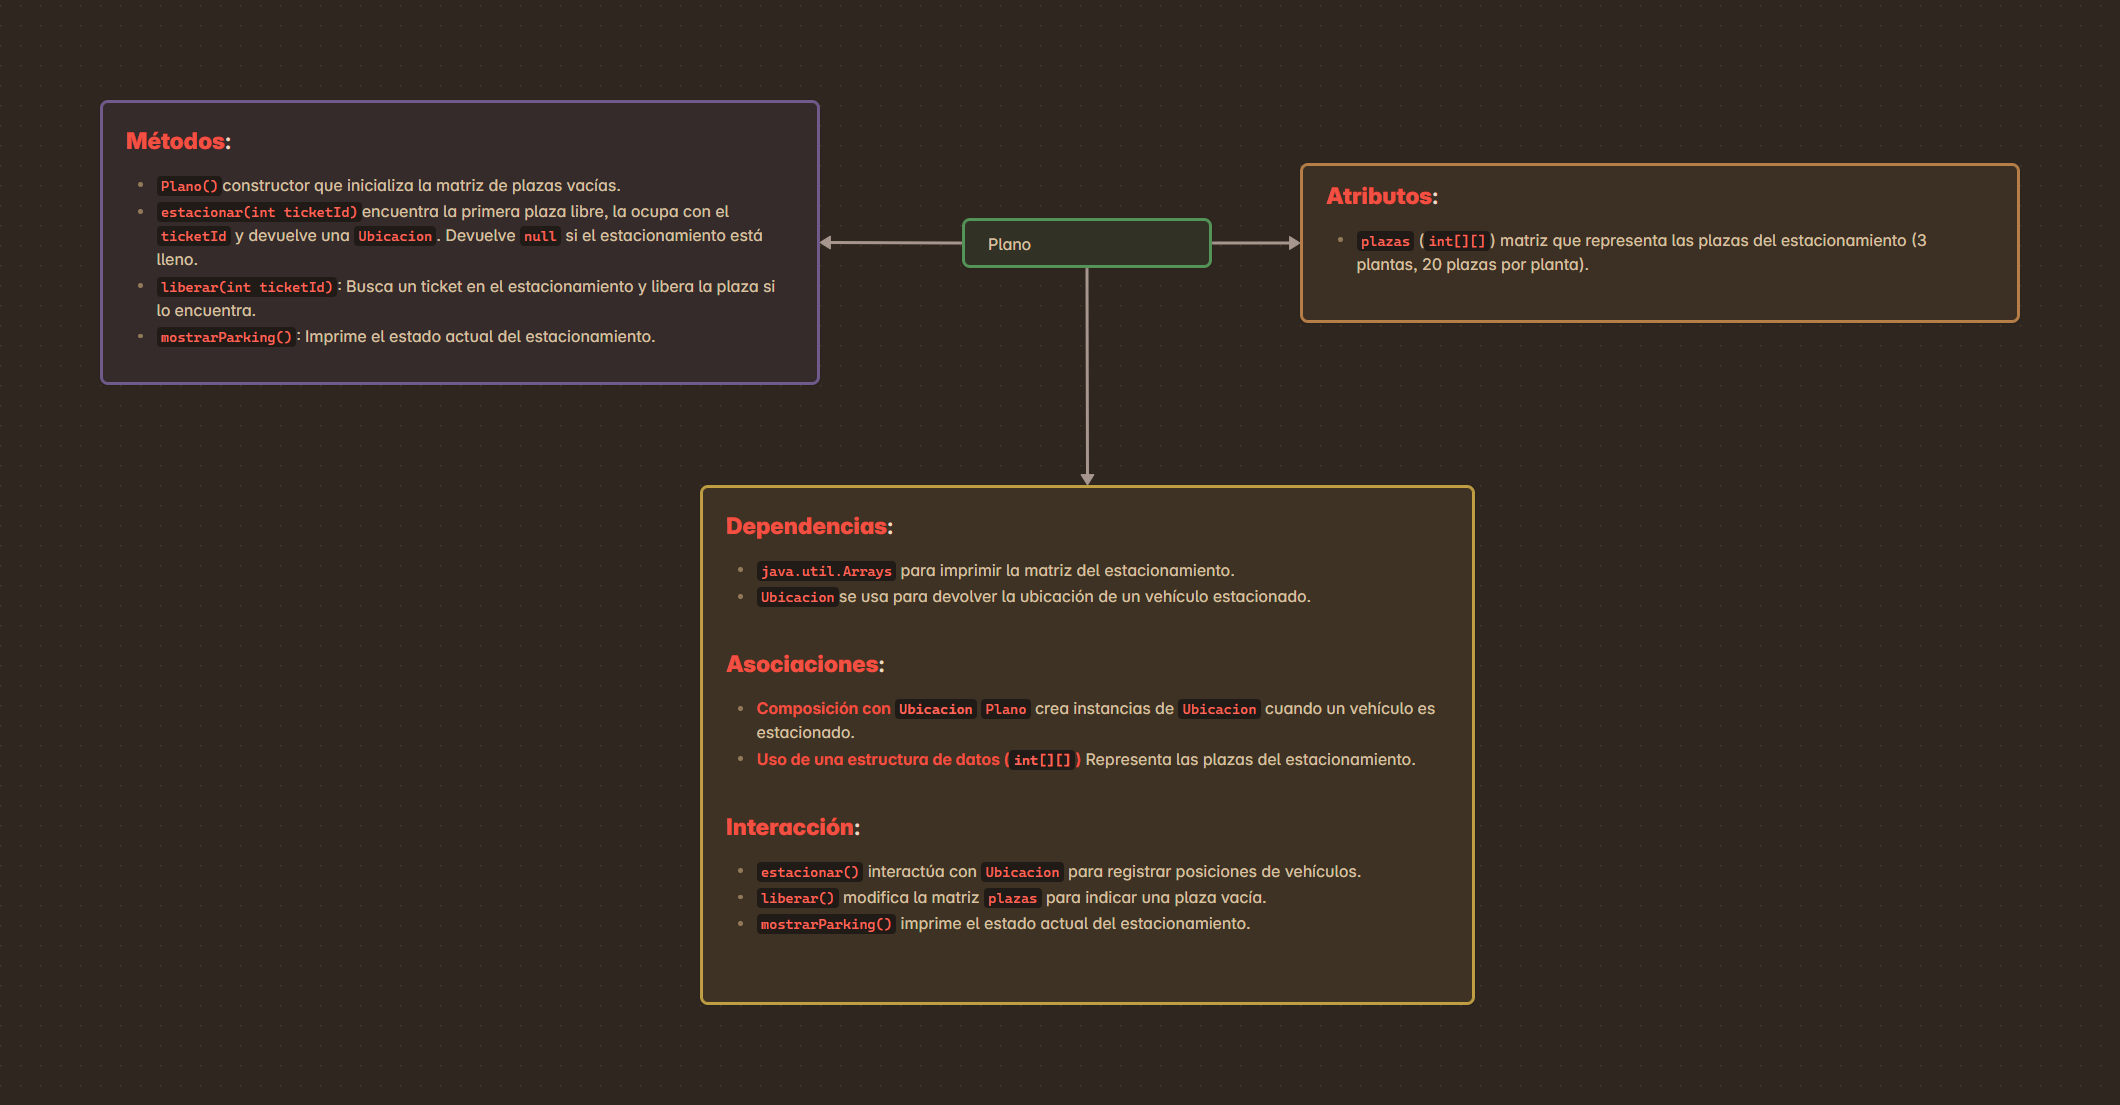 Métodos:
Plano() constructor que inicializa la matriz de plazas vacías.
estacionar(int ticketId) encuentra la primera plaza libre, la ocupa con el
ticketId y devuelve una Ubicacion. Devuelve null si el estacionamiento está
lleno.
liberar(int ticketId): Busca un ticket en el estacionamiento y libera la plaza si
lo encuentra.
mostrarParking(): Imprime el estado actual del estacionamiento.
Plano
Atributos:
plazas (int[][]) matriz que representa las plazas del estacionamiento (3
plantas, 20 plazas por planta).
Dependencias:
java.util.Arrays para imprimir la matriz del estacionamiento.
Ubicacion se usa para devolver la ubicación de un vehículo estacionado.
Asociaciones:
Composición con Ubicacion Plano crea instancias de Ubicacion cuando un vehículo es
estacionado.
Uso de una estructura de datos (int[][]) Representa las plazas del estacionamiento.
Interacción:
estacionar() interactúa con Ubicacion para registrar posiciones de vehículos.
liberar() modifica la matriz plazas para indicar una plaza vacía.
mostrarParking() imprime el estado actual del estacionamiento.